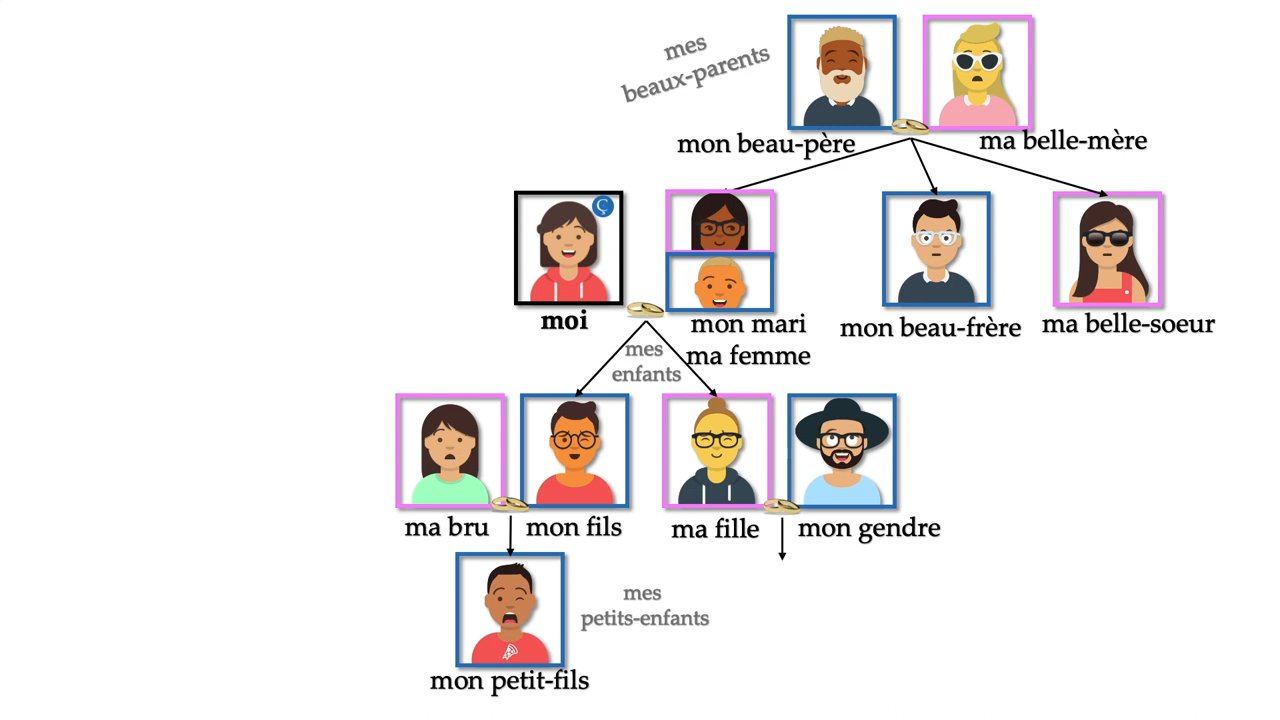 mes
beaux-parents
mon beau-père
ma belle-mère
Ç
moi
mon mari
ma femme
mon beau-frère
ma belle-soeur
mes
enfants
ma bru
mon fils
ma fille
mon gendre
mes
petits-enfants
mon petit-fils